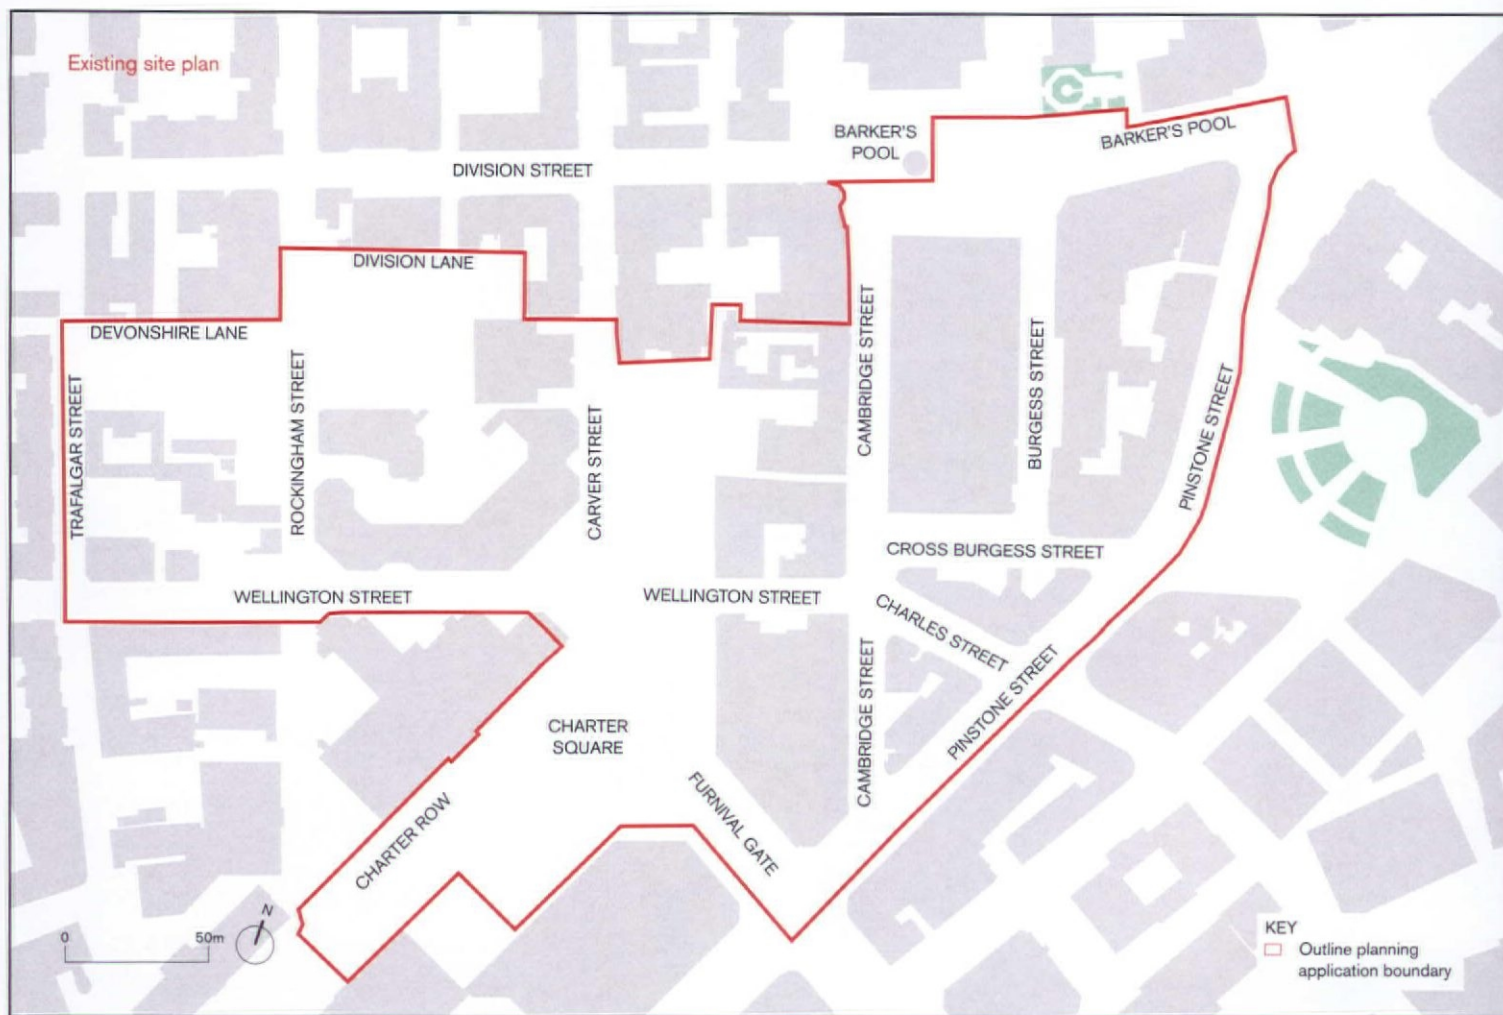 Existing site plan
BARKER'S
POOL
BARKER'S POOL
DIVISION STREET
DIVISION LANE
DEVONSHIRE LANE
TRAFALGAR STREET
ROCKINGHAM STREET
CARVER STREET
CAMBRIDGE STREET
BURGESS STREET
PINSTONE STREET
CROSS BURGESS STREET
WELLINGTON STREET
WELLINGTON STREET
CHARLES STREET
CAMBRIDGE STREET
PINSTONE STREET
CHARTER
SQUARE
FURNIVAL GATE
CHARTER ROW
N
0 50m
KEY
Outline planning
application boundary